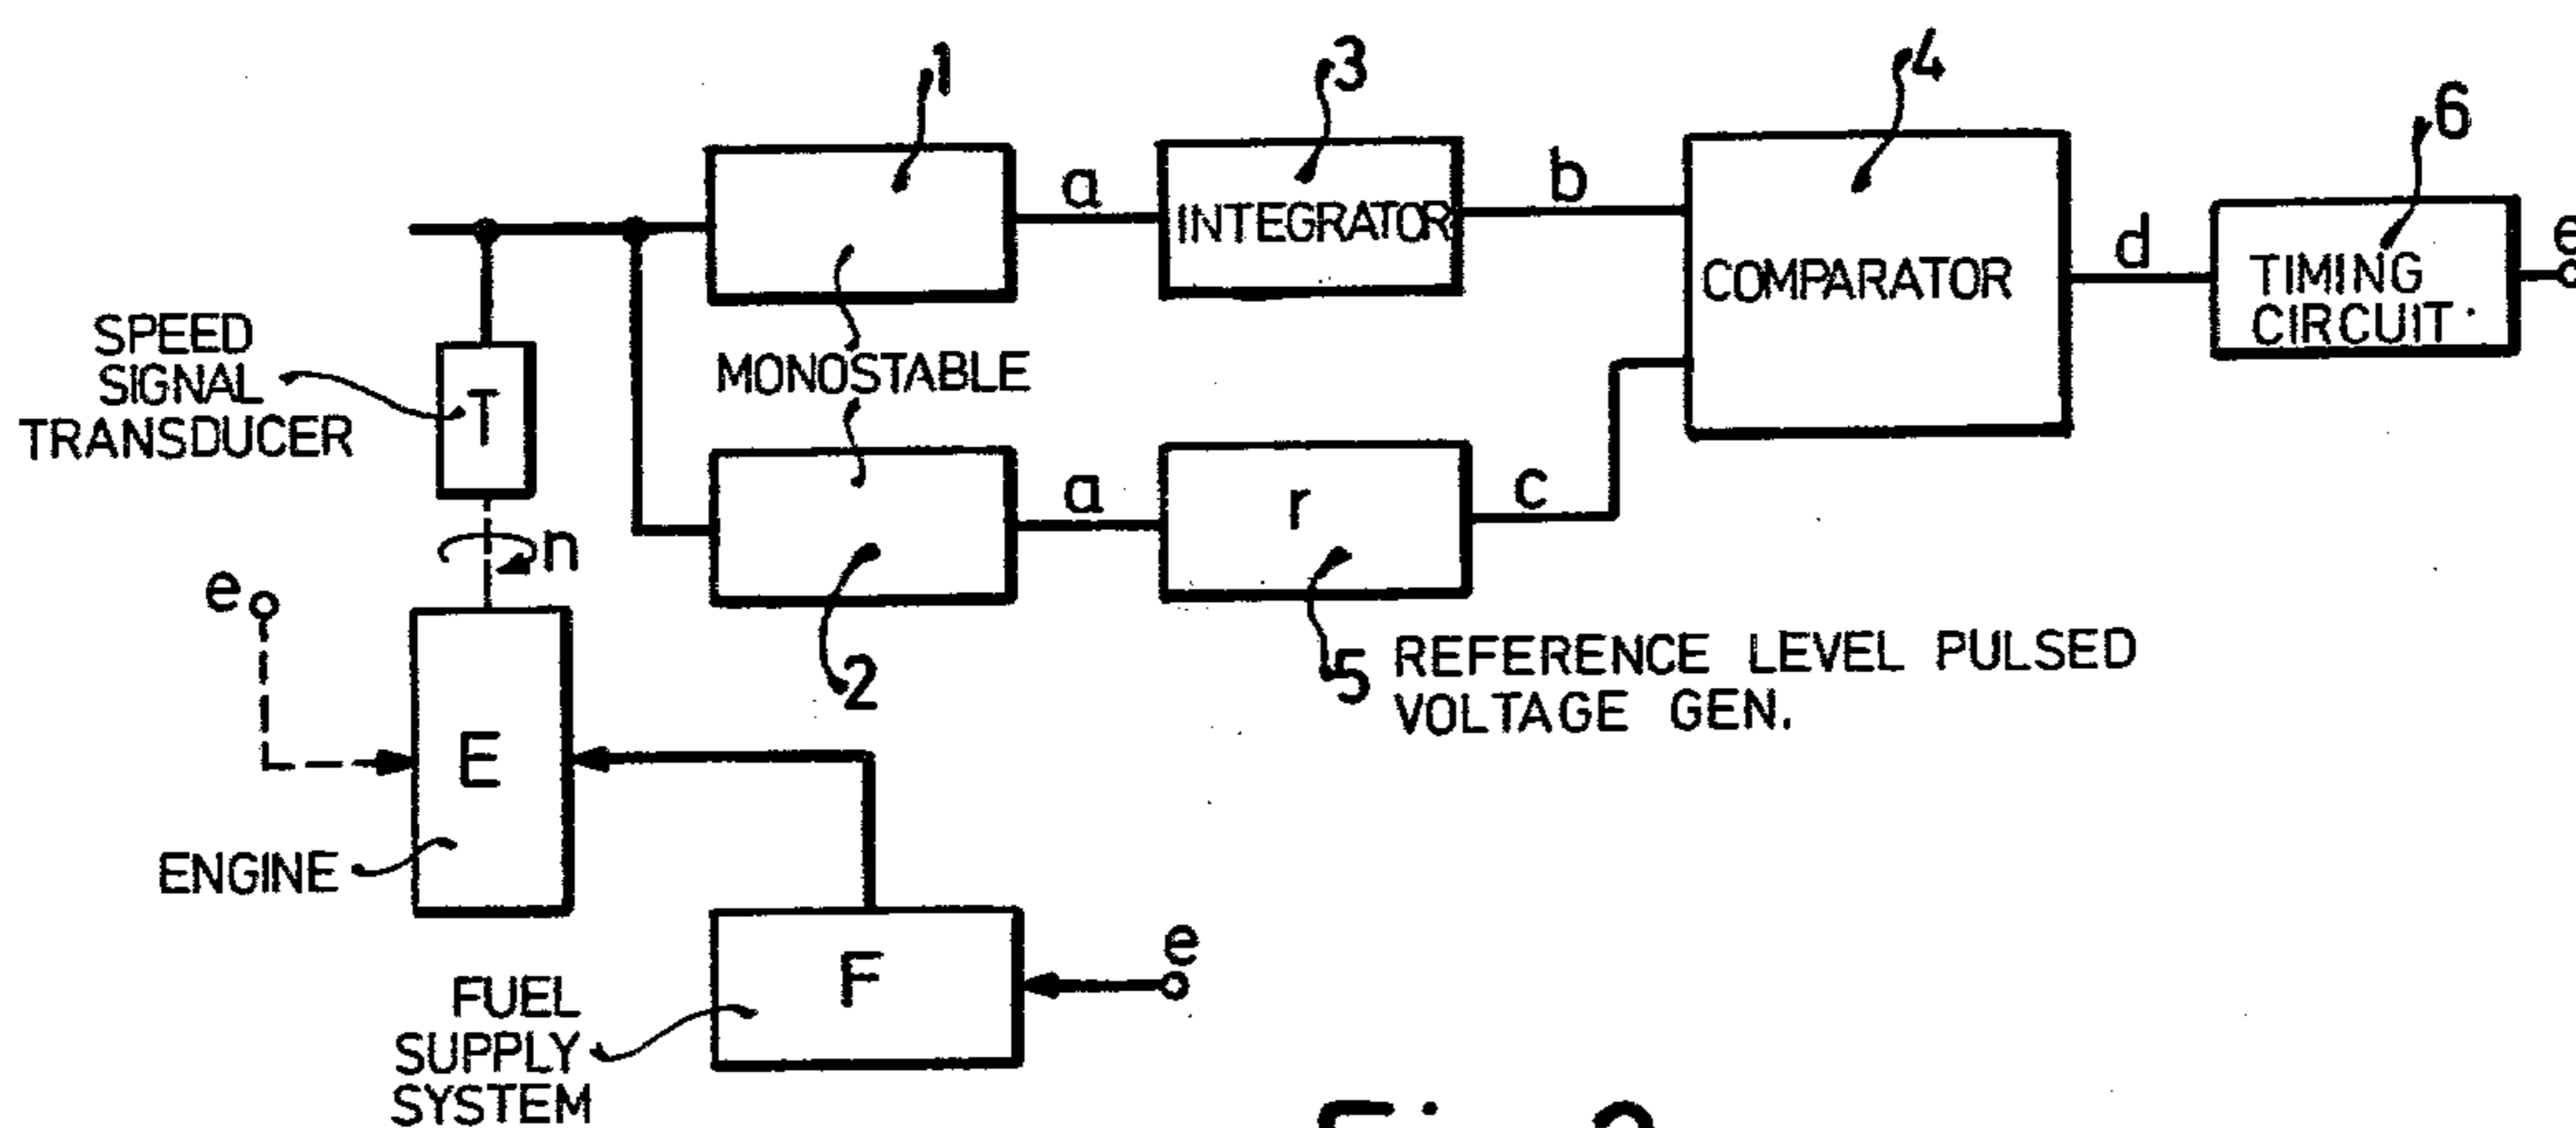 1
3
4
6
a
b
INTEGRATOR
COMPARATOR
d
TIMING
CIRCUIT
e
SPEED
SIGNAL
TRANSDUCER
T
MONOSTABLE
a
r
c
n
e
2
5
REFERENCE LEVEL PULSED
VOLTAGE GEN.
E
ENGINE
e
F
FUEL
SUPPLY
SYSTEM